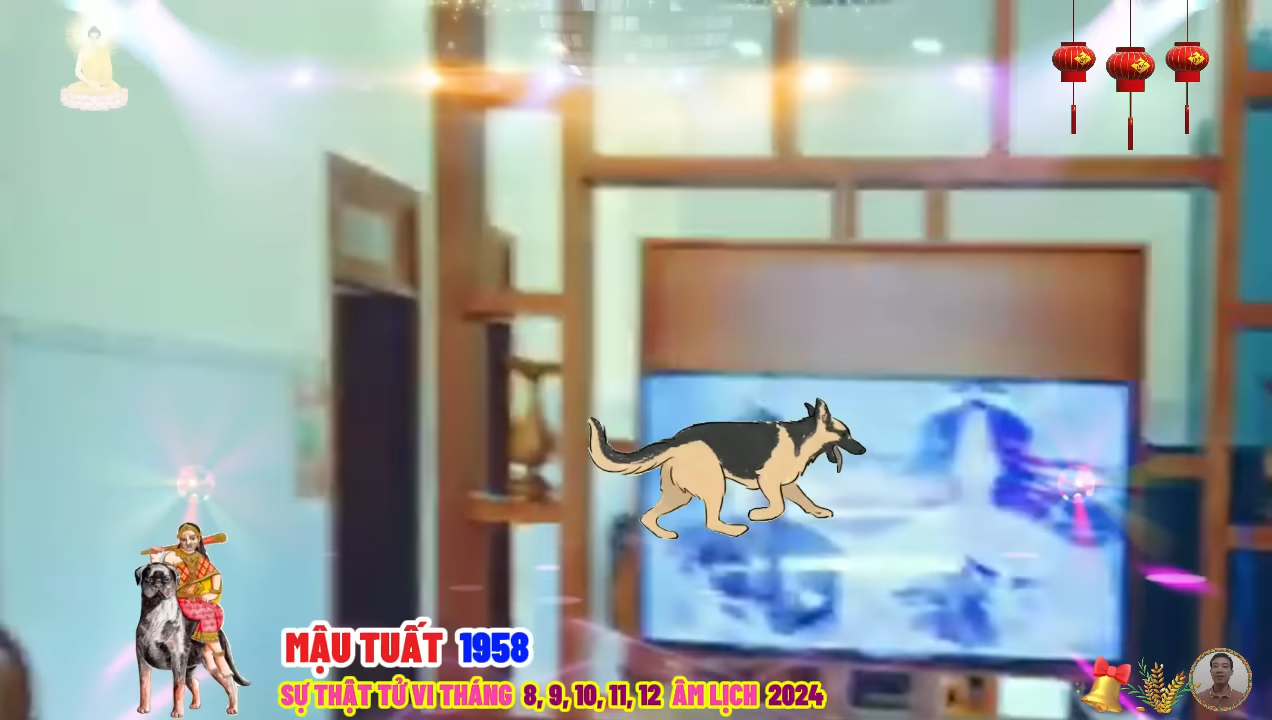 MẬU TUẤT 1958
SỰ THẬT TỬ VI THÁNG 8, 9, 10, 11, 12 ÂM LỊCH 2024